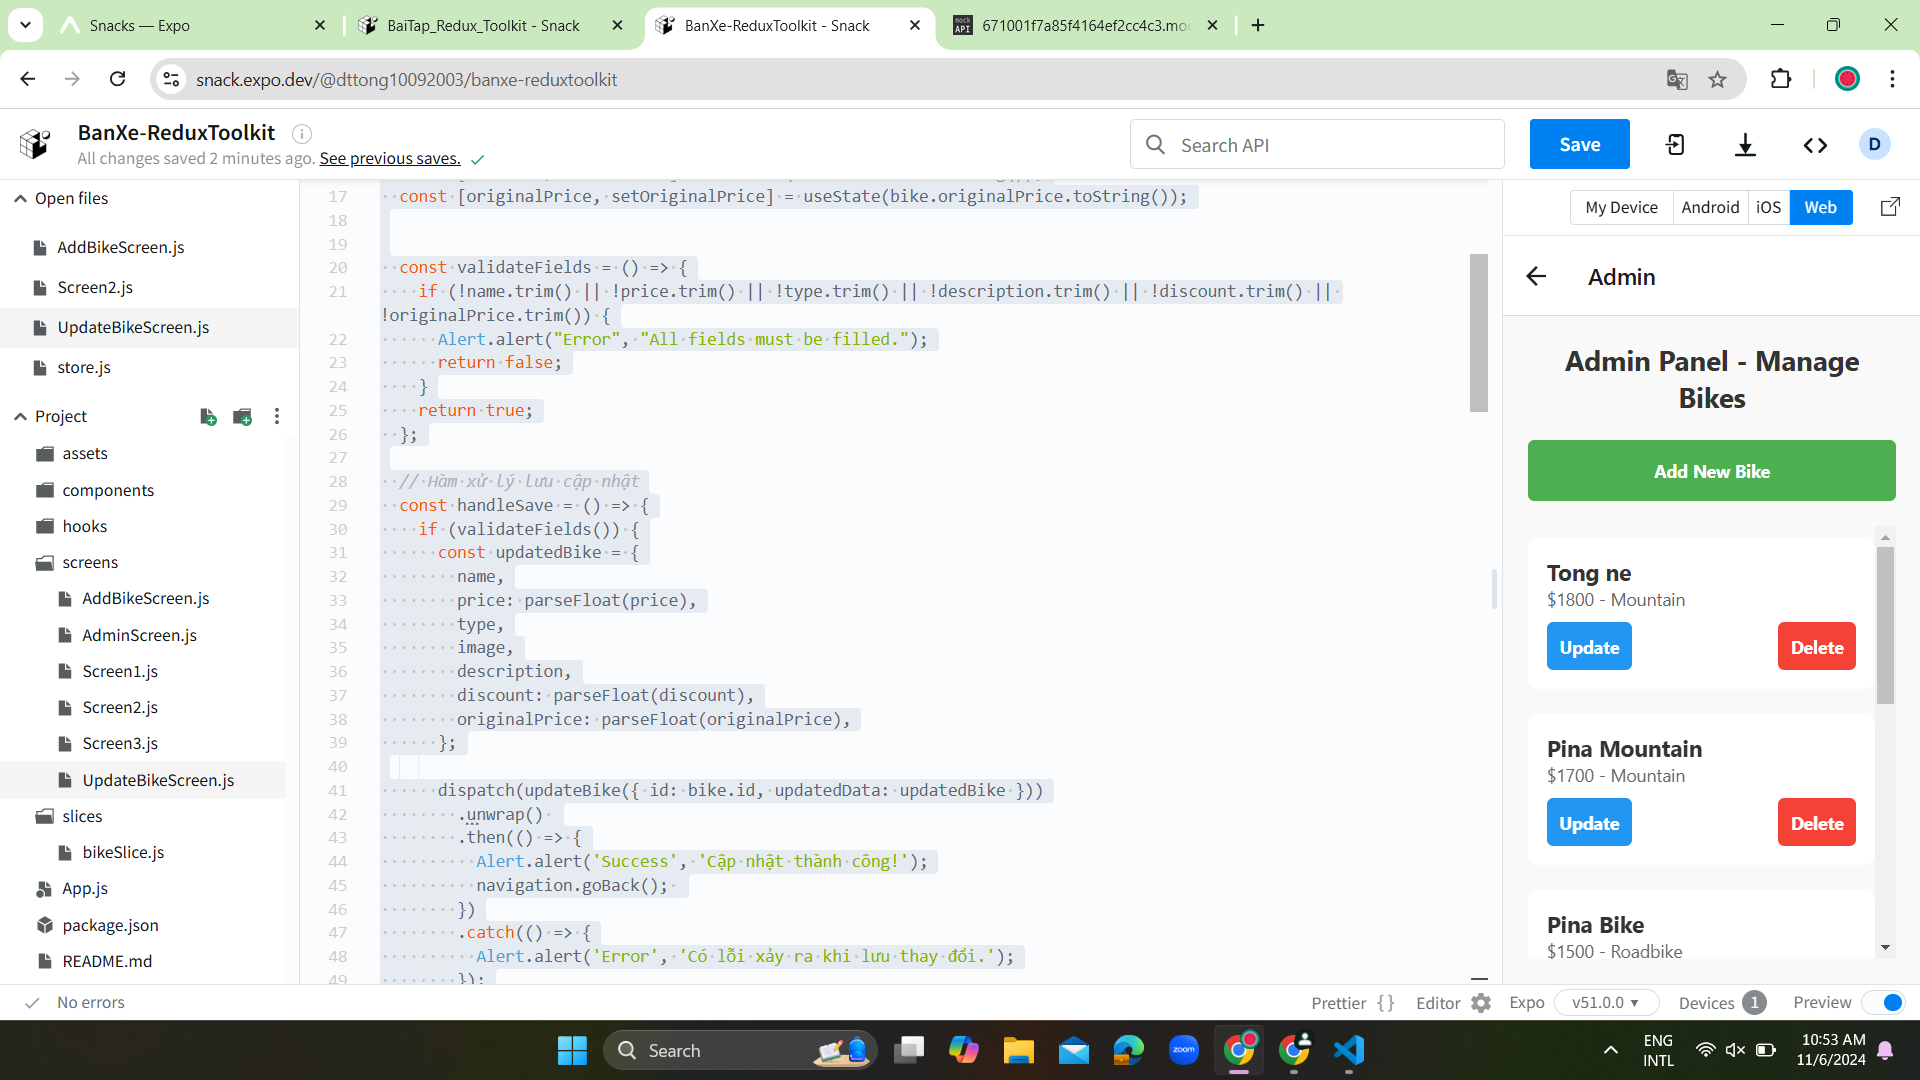 Snacks — Expo
BaiTap_Redux_Toolkit - Snack
BanXe-ReduxToolkit - Snack
671001f7a85f4164ef2cc4c3.mo
snack.expo.dev/@dttong10092003/banxe-reduxtoolkit
BanXe-ReduxToolkit
All changes saved 2 minutes ago. See previous saves.
Search API
Save
D
Open files
AddBikeScreen.js
Screen2.js
UpdateBikeScreen.js
store.js
Project
assets
components
hooks
screens
AddBikeScreen.js
AdminScreen.js
Screen1.js
Screen2.js
Screen3.js
UpdateBikeScreen.js
slices
bikeSlice.js
App.js
package.json
README.md
17 const [originalPrice, setOriginalPrice] = useState(bike.originalPrice.toString());
18
19
20 const validateFields = () => {
21 if (!name.trim() || !price.trim() || !type.trim() || !description.trim() || !discount.trim() ||
!originalPrice.trim()) {
22 Alert.alert("Error", "All fields must be filled.");
23 return false;
24 }
25 return true;
26 };
27
28 // Hàm xử lý lưu cập nhật
29 const handleSave = () => {
30 if (validateFields()) {
31 const updatedBike = {
32 name,
33 price: parseFloat(price),
34 type,
35 image,
36 description,
37 discount: parseFloat(discount),
38 originalPrice: parseFloat(originalPrice),
39 };
40
41 dispatch(updateBike({ id: bike.id, updatedData: updatedBike }))
42 .unwrap()
43 .then(() => {
44 Alert.alert('Success', 'Cập nhật thành công!');
45 navigation.goBack();
46 })
47 .catch(() => {
48 Alert.alert('Error', 'Có lỗi xảy ra khi lưu thay đổi.');
49 });
My Device
Android
iOS
Web
Admin
Admin Panel - Manage
Bikes
Add New Bike
Tong ne
$1800 - Mountain
Update
Delete
Pina Mountain
$1700 - Mountain
Update
Delete
Pina Bike
$1500 - Roadbike
No errors
Prettier { }
Editor
Expo
v51.0.0
Devices 1
Preview
Search
zoom
ENG
INTL
10:53 AM
11/6/2024